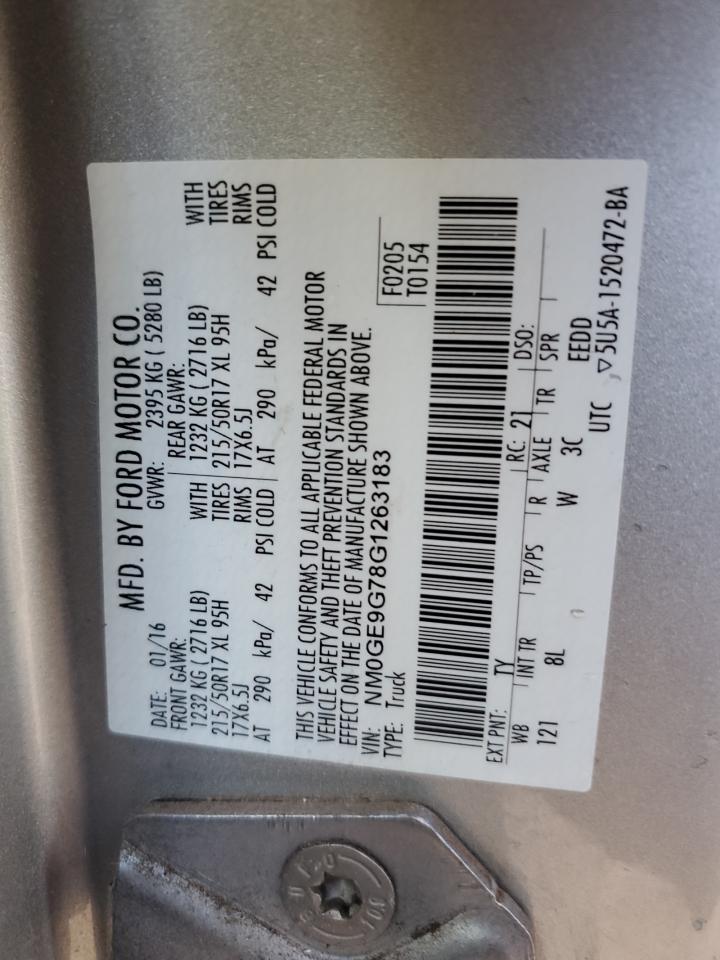 MFD. BY FORD MOTOR CO.
DATE: 01/16 GVWR: 2395 KG ( 5280 LB)
FRONT GAWR: REAR GAWR:
1232 KG ( 2716 LB) WITH 1232 KG ( 2716 LB) WITH
215/50R17 XL 95H TIRES 215/50R17 XL 95H TIRES
17X6.5J RIMS 17X6.5J RIMS
AT 290 kPa/ 42 PSI COLD AT 290 kPa/ 42 PSI COLD
THIS VEHICLE CONFORMS TO ALL APPLICABLE FEDERAL MOTOR
VEHICLE SAFETY AND THEFT PREVENTION STANDARDS IN
EFFECT ON THE DATE OF MANUFACTURE SHOWN ABOVE.
VIN: NM0GE9G78G1263183 F0205
TYPE: Truck T0154
EXT PNT: TY RC: 21 DSO:
WB INT TR TP/PS R AXLE TR SPR
121 8L W 3C EEDD
UTC ▽5U5A-1520472-BA